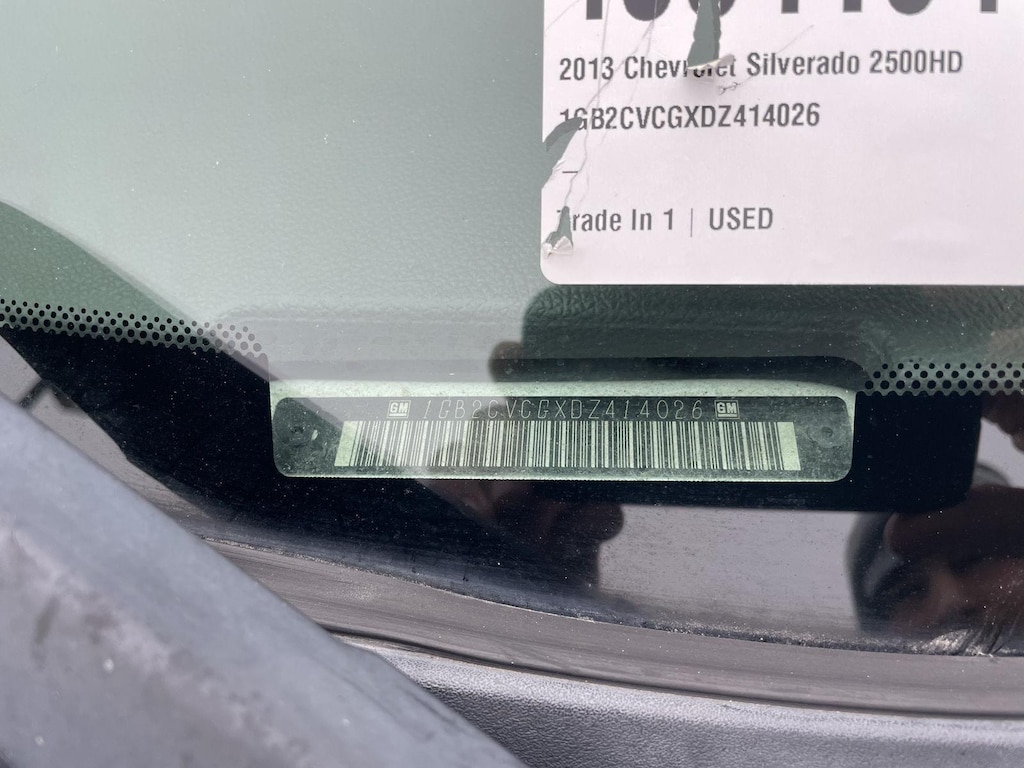 2013 Chevrolet Silverado 2500HD
1GB2CVCGXDZ414026
–
Trade In 1 | USED
GM 1GB2CVCGXDZ414026 GM